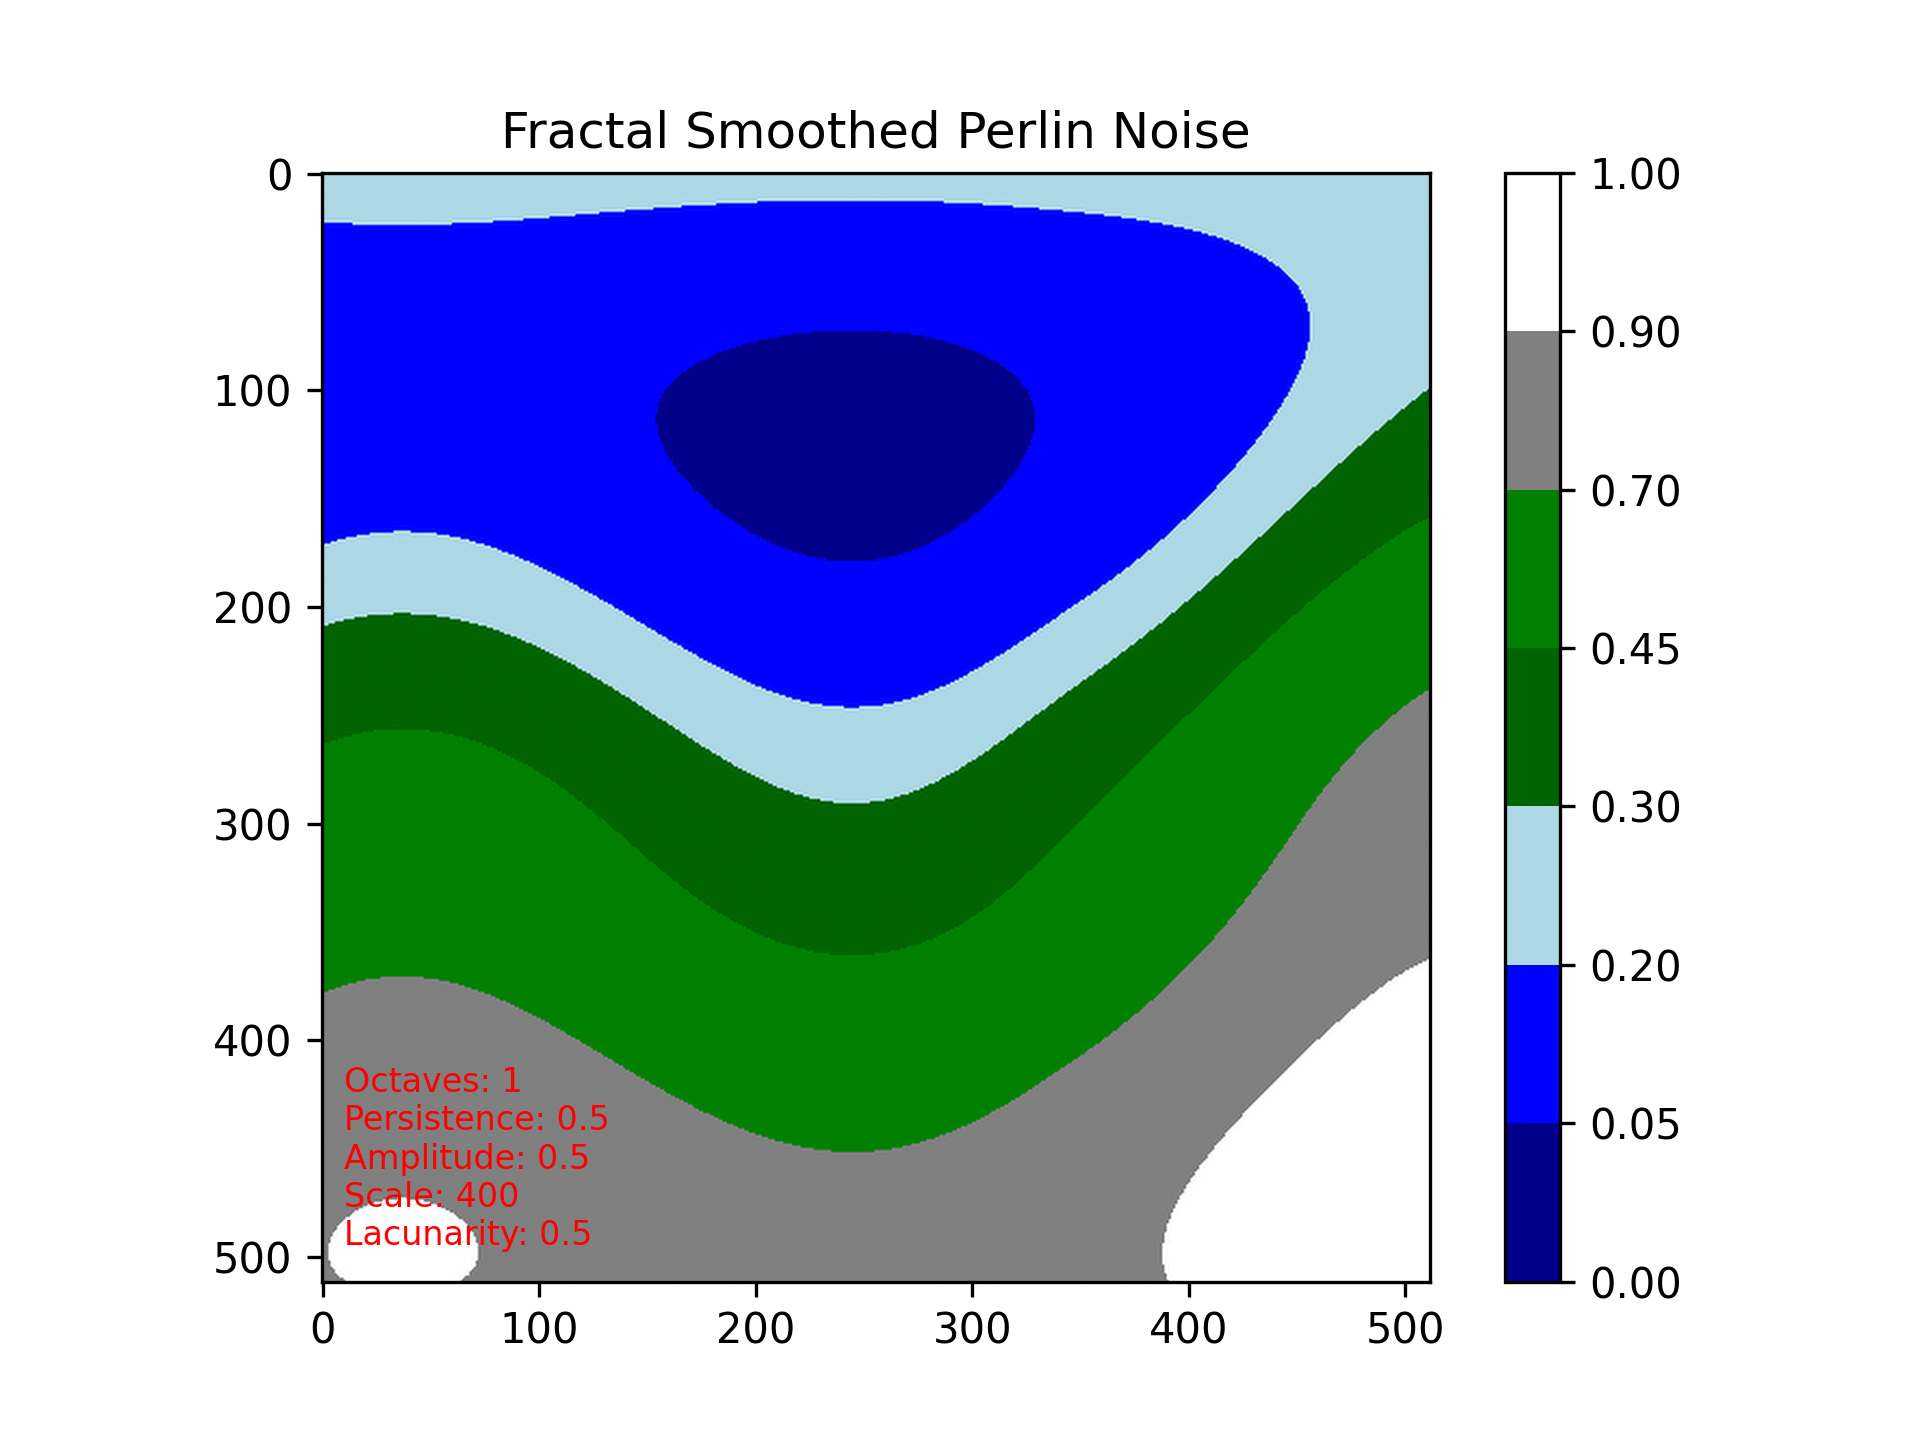 Fractal Smoothed Perlin Noise
0
100
200
300
400
500
Octaves: 1
Persistence: 0.5
Amplitude: 0.5
Scale: 400
Lacunarity: 0.5
0 100 200 300 400 500
1.00
0.90
0.70
0.45
0.30
0.20
0.05
0.00